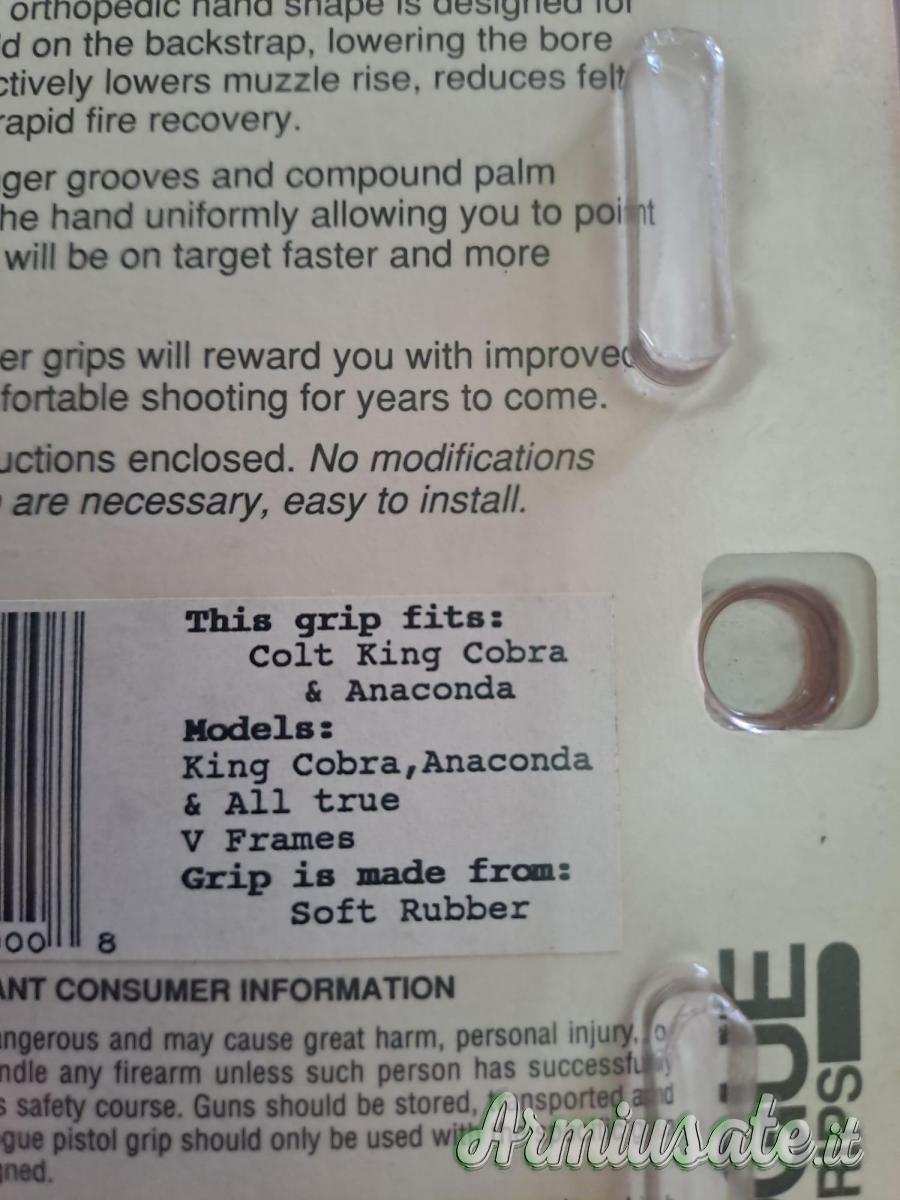 orthopedic hand shape is designed for
d on the backstrap, lowering the bore
ctively lowers muzzle rise, reduces felt
rapid fire recovery.
ger grooves and compound palm
he hand uniformly allowing you to point
will be on target faster and more
er grips will reward you with improved
fortable shooting for years to come.
uctions enclosed. No modifications
are necessary, easy to install.
This grip fits:
Colt King Cobra
& Anaconda
Models:
King Cobra,Anaconda
& All true
V Frames
Grip is made from:
Soft Rubber
00 8
ANT CONSUMER INFORMATION
angerous and may cause great harm, personal injury, o
ndle any firearm unless such person has successfully
s safety course. Guns should be stored, transported and
gue pistol grip should only be used with
gned.
GUE
RIPS
Armiusate.it